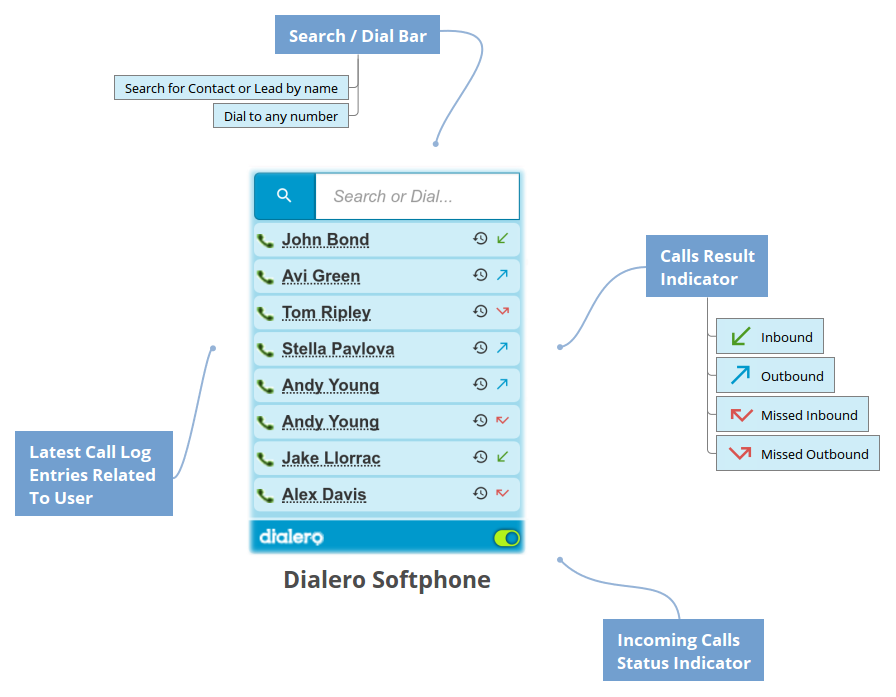 Search / Dial Bar
Search for Contact or Lead by name
Dial to any number
Search or Dial...
John Bond
Avi Green
Tom Ripley
Stella Pavlova
Andy Young
Andy Young
Jake Llorrac
Alex Davis
dialero
Dialero Softphone
Calls Result
Indicator
Inbound
Outbound
Missed Inbound
Missed Outbound
Latest Call Log
Entries Related
To User
Incoming Calls
Status Indicator